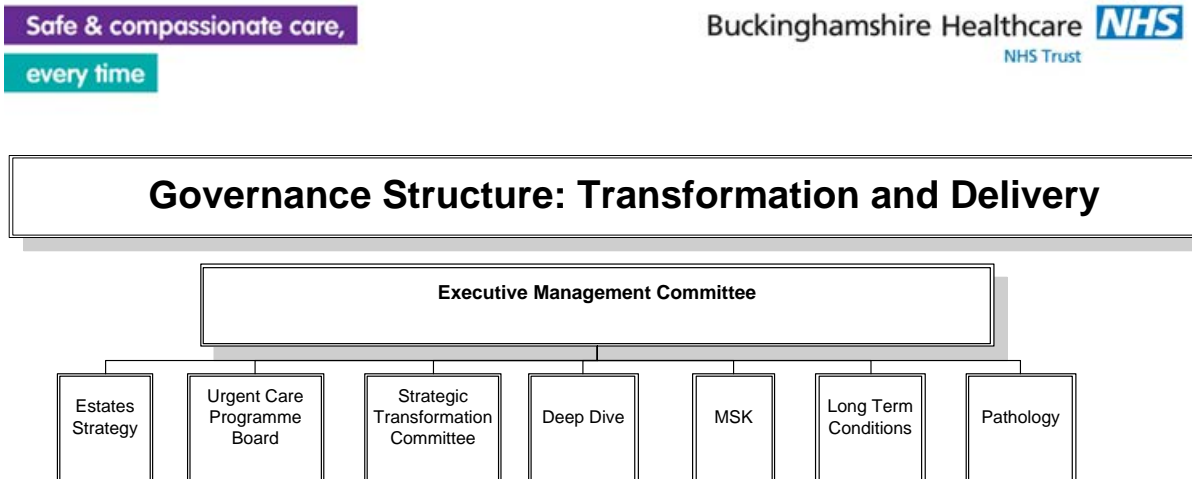 Safe & compassionate care,
every time
Buckinghamshire Healthcare NHS
NHS Trust
Governance Structure: Transformation and Delivery
Executive Management Committee
Estates
Strategy
Urgent Care
Programme
Board
Strategic
Transformation
Committee
Deep Dive
MSK
Long Term
Conditions
Pathology